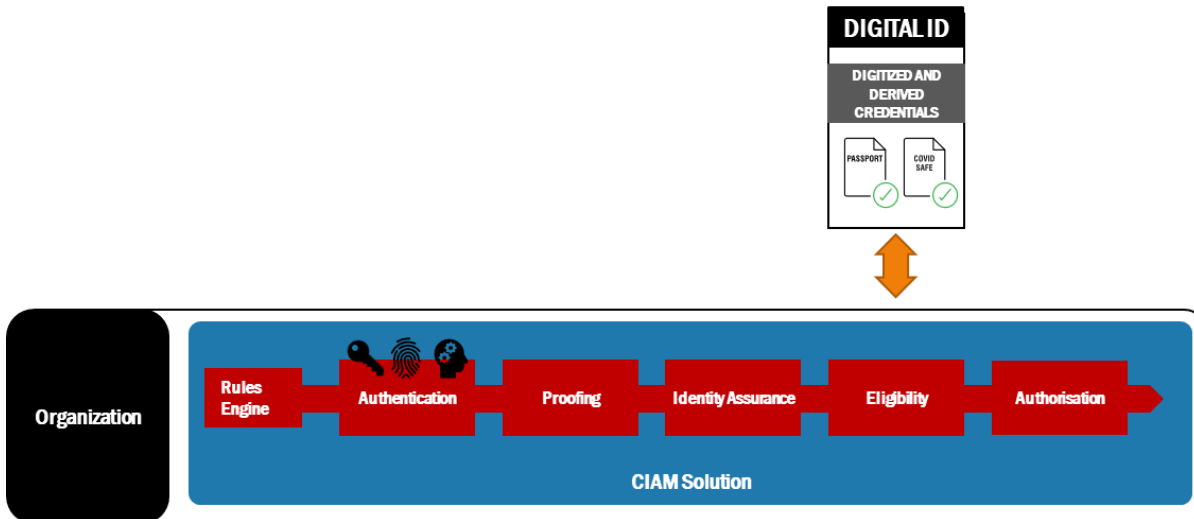 DIGITAL ID
DIGITIZED AND
DERIVED
CREDENTIALS
PASSPORT
COVID
SAFE
Organization
Rules
Engine
Authentication
Proofing
Identity Assurance
Eligibility
Authorisation
CIAM Solution